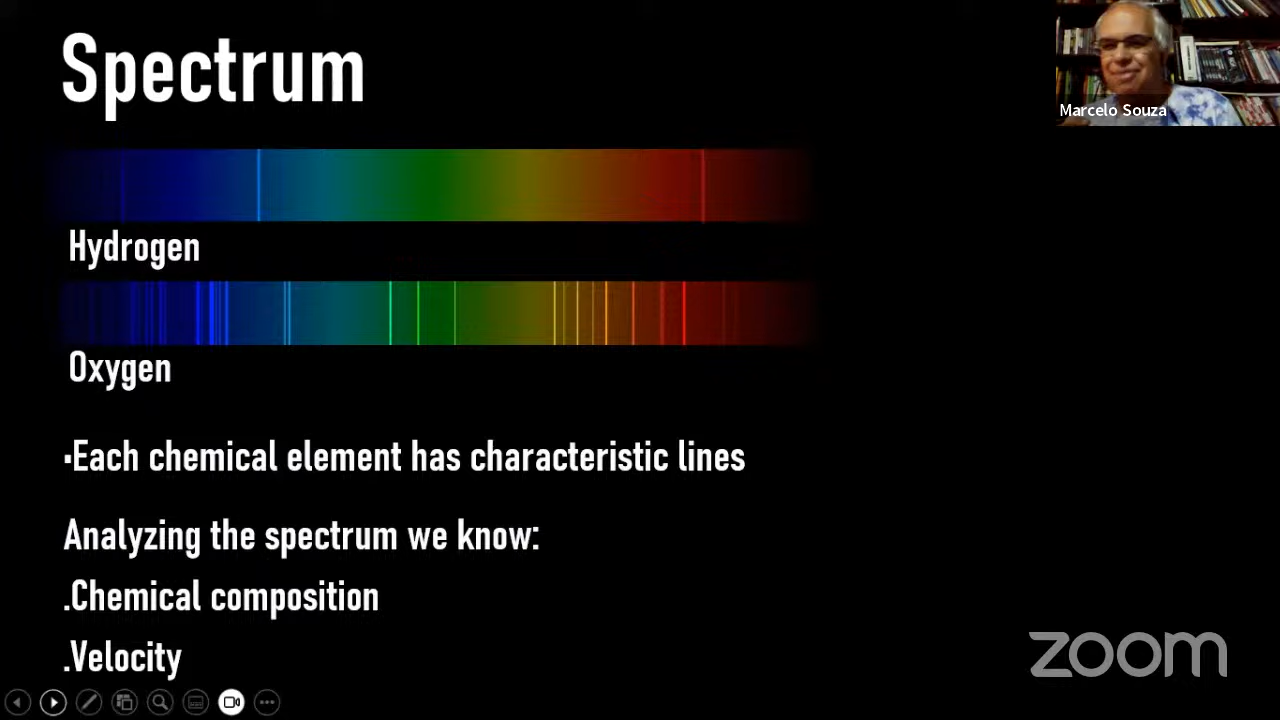 Spectrum
Marcelo Souza
Hydrogen
Oxygen
▪Each chemical element has characteristic lines
Analyzing the spectrum we know:
.Chemical composition
.Velocity
zoom